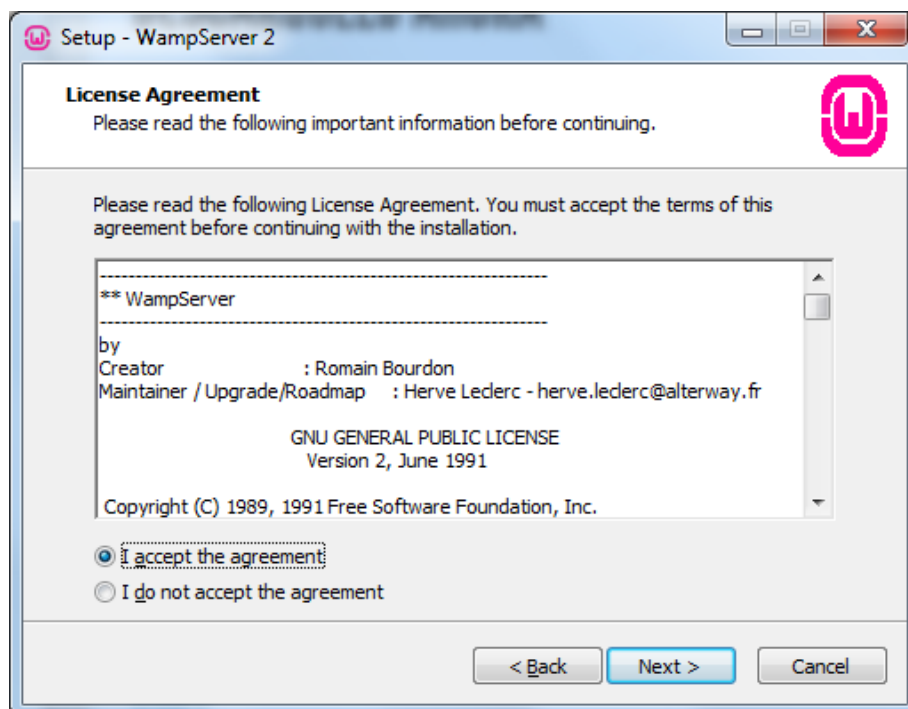 Setup - WampServer 2
License Agreement
Please read the following important information before continuing.
Please read the following License Agreement. You must accept the terms of this
agreement before continuing with the installation.
---------------------------------------------------------------
** WampServer
---------------------------------------------------------------
by
Creator : Romain Bourdon
Maintainer / Upgrade/Roadmap : Herve Leclerc - herve.leclerc@alterway.fr
GNU GENERAL PUBLIC LICENSE
Version 2, June 1991
Copyright (C) 1989, 1991 Free Software Foundation, Inc.
I accept the agreement
I do not accept the agreement
< Back Next > Cancel